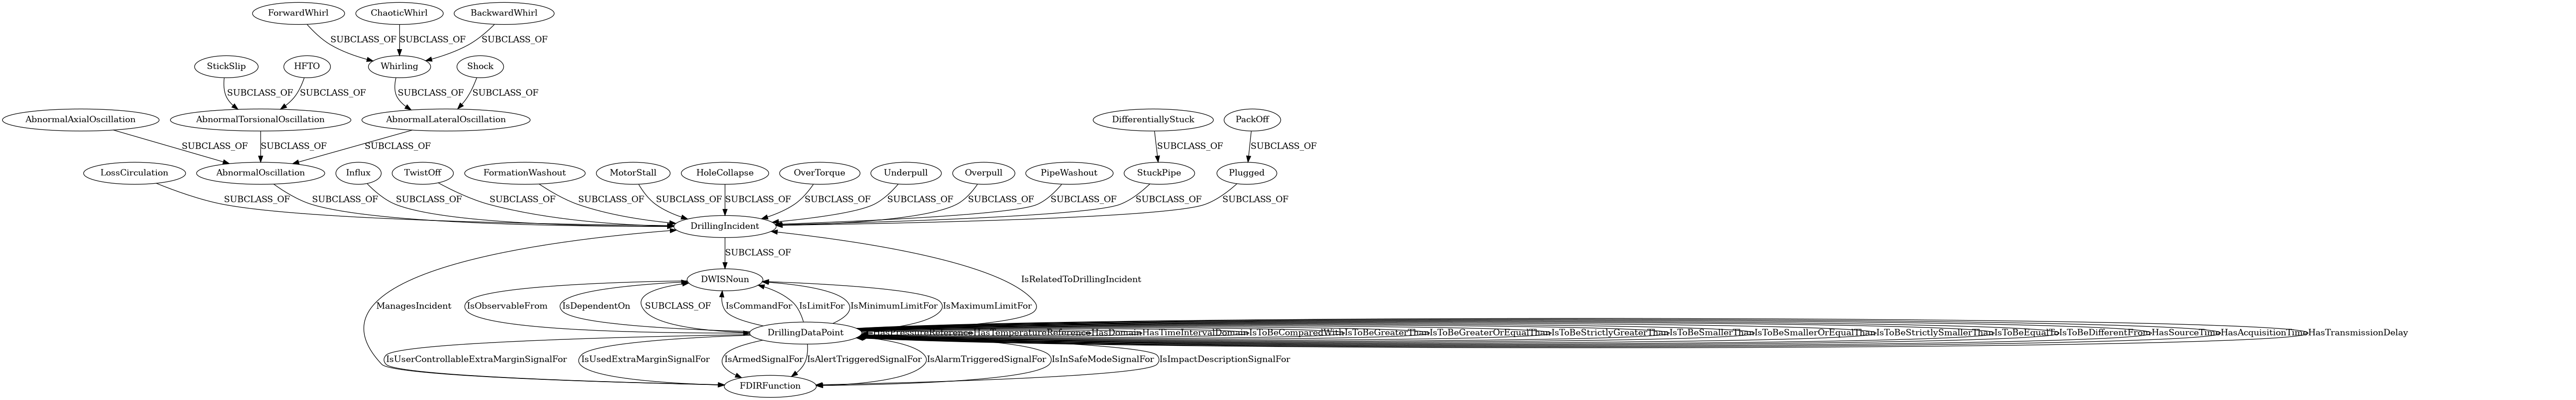 ForwardWhirl ChaoticWhirl BackwardWhirl
SUBCLASS_OF SUBCLASS_OF SUBCLASS_OF
StickSlip HFTO Whirling Shock
SUBCLASS_OF SUBCLASS_OF SUBCLASS_OF SUBCLASS_OF
AbnormalAxialOscillation AbnormalTorsionalOscillation AbnormalLateralOscillation DifferentiallyStuck PackOff
SUBCLASS_OF SUBCLASS_OF SUBCLASS_OF SUBCLASS_OF SUBCLASS_OF
LossCirculation AbnormalOscillation Influx TwistOff FormationWashout MotorStall HoleCollapse OverTorque Underpull Overpull PipeWashout StuckPipe Plugged
SUBCLASS_OF SUBCLASS_OF SUBCLASS_OF SUBCLASS_OF SUBCLASS_OF SUBCLASS_OF SUBCLASS_OF SUBCLASS_OF SUBCLASS_OF SUBCLASS_OF SUBCLASS_OF SUBCLASS_OF SUBCLASS_OF
DrillingIncident
SUBCLASS_OF
DWISNoun IsRelatedToDrillingIncident
ManagesIncident IsObservableFrom IsDependentOn SUBCLASS_OF IsCommandFor IsLimitFor IsMinimumLimitFor IsMaximumLimitFor
DrillingDataPoint HasPressureReference HasTemperatureReference HasDomain HasTimeIntervalDomain IsToBeComparedWith IsToBeGreaterThan IsToBeGreaterOrEqualThan IsToBeStrictlyGreaterThan IsToBeSmallerThan IsToBeSmallerOrEqualThan IsToBeStrictlySmallerThan IsToBeEqualTo IsToBeDifferentFrom HasSourceTime HasAcquisitionTime HasTransmissionDelay
IsUserControllableExtraMarginSignalFor IsUsedExtraMarginSignalFor IsArmedSignalFor IsAlertTriggeredSignalFor IsAlarmTriggeredSignalFor IsInSafeModeSignalFor IsImpactDescriptionSignalFor
FDIRFunction